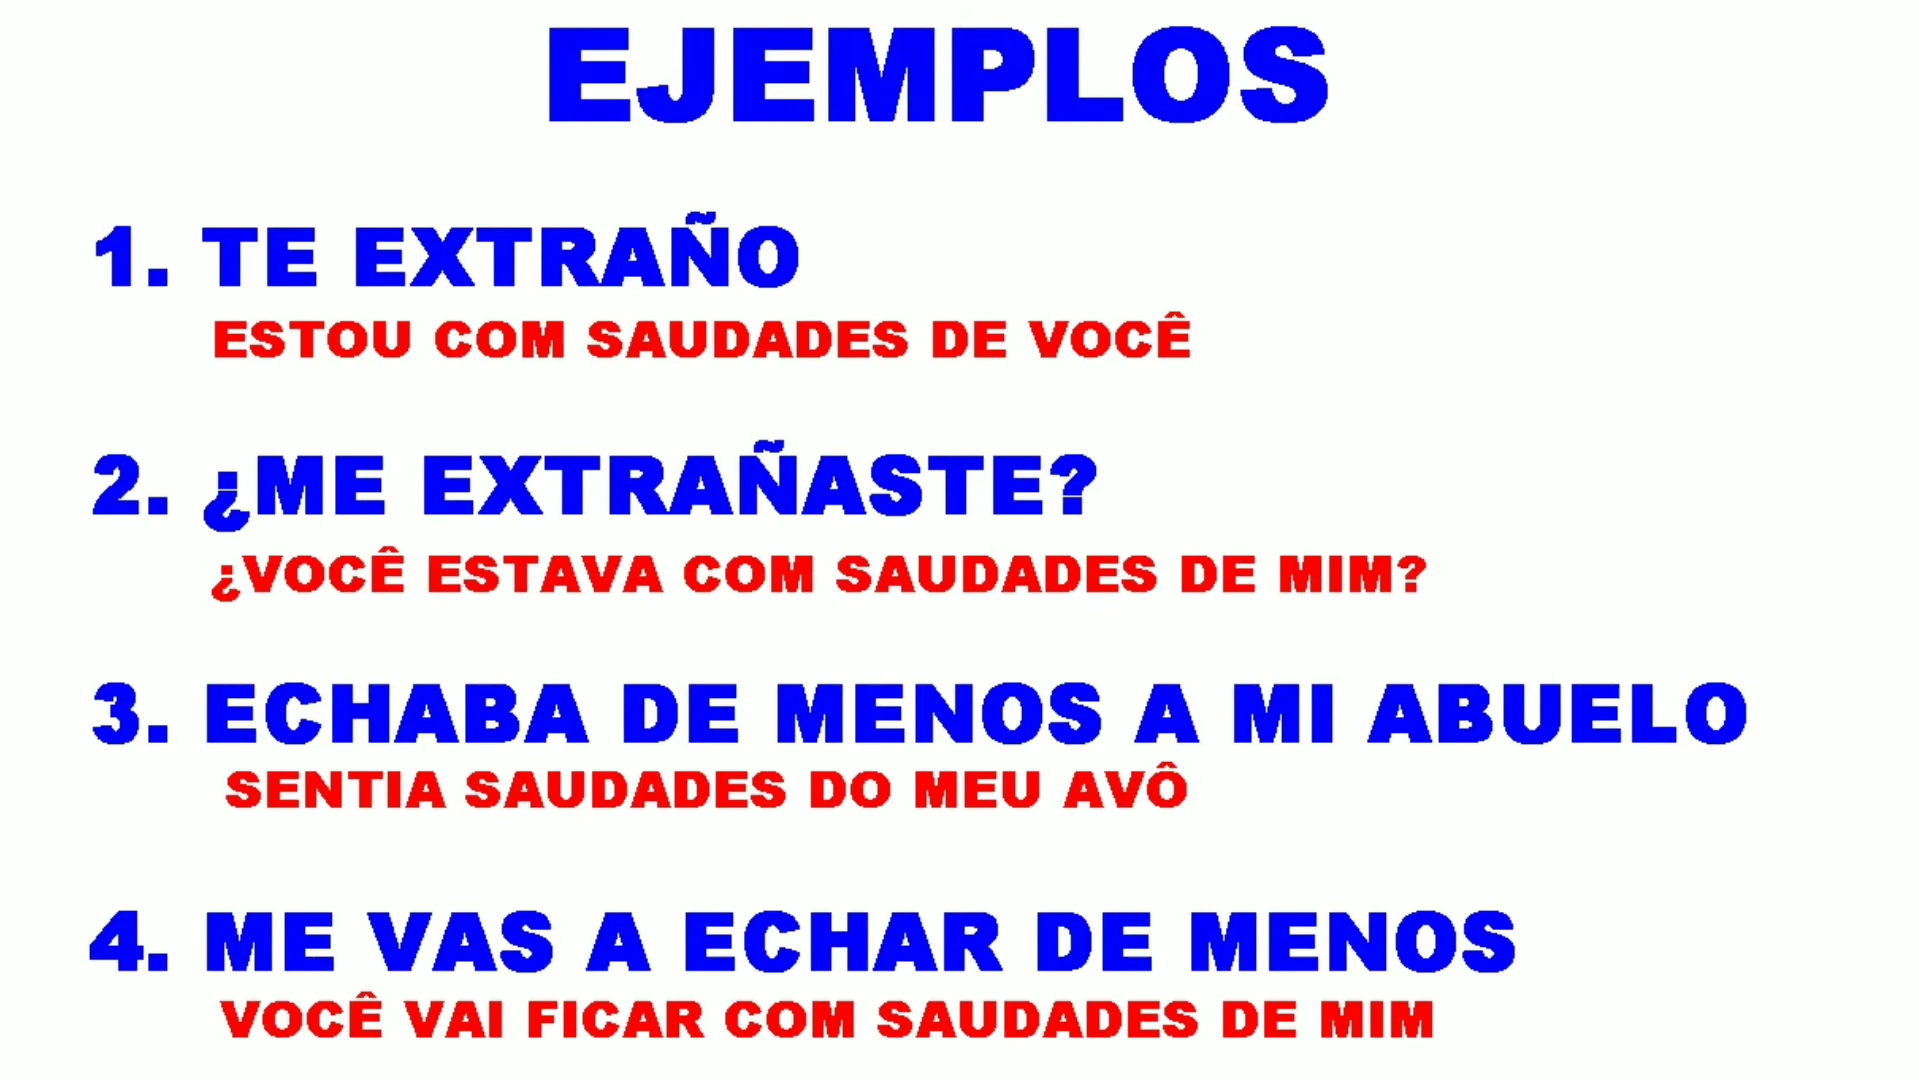 EJEMPLOS
1. TE EXTRAÑO
ESTOU COM SAUDADES DE VOCÊ
2. ¿ME EXTRAÑASTE?
¿VOCÊ ESTAVA COM SAUDADES DE MIM?
3. ECHABA DE MENOS A MI ABUELO
SENTIA SAUDADES DO MEU AVÔ
4. ME VAS A ECHAR DE MENOS
VOCÊ VAI FICAR COM SAUDADES DE MIM